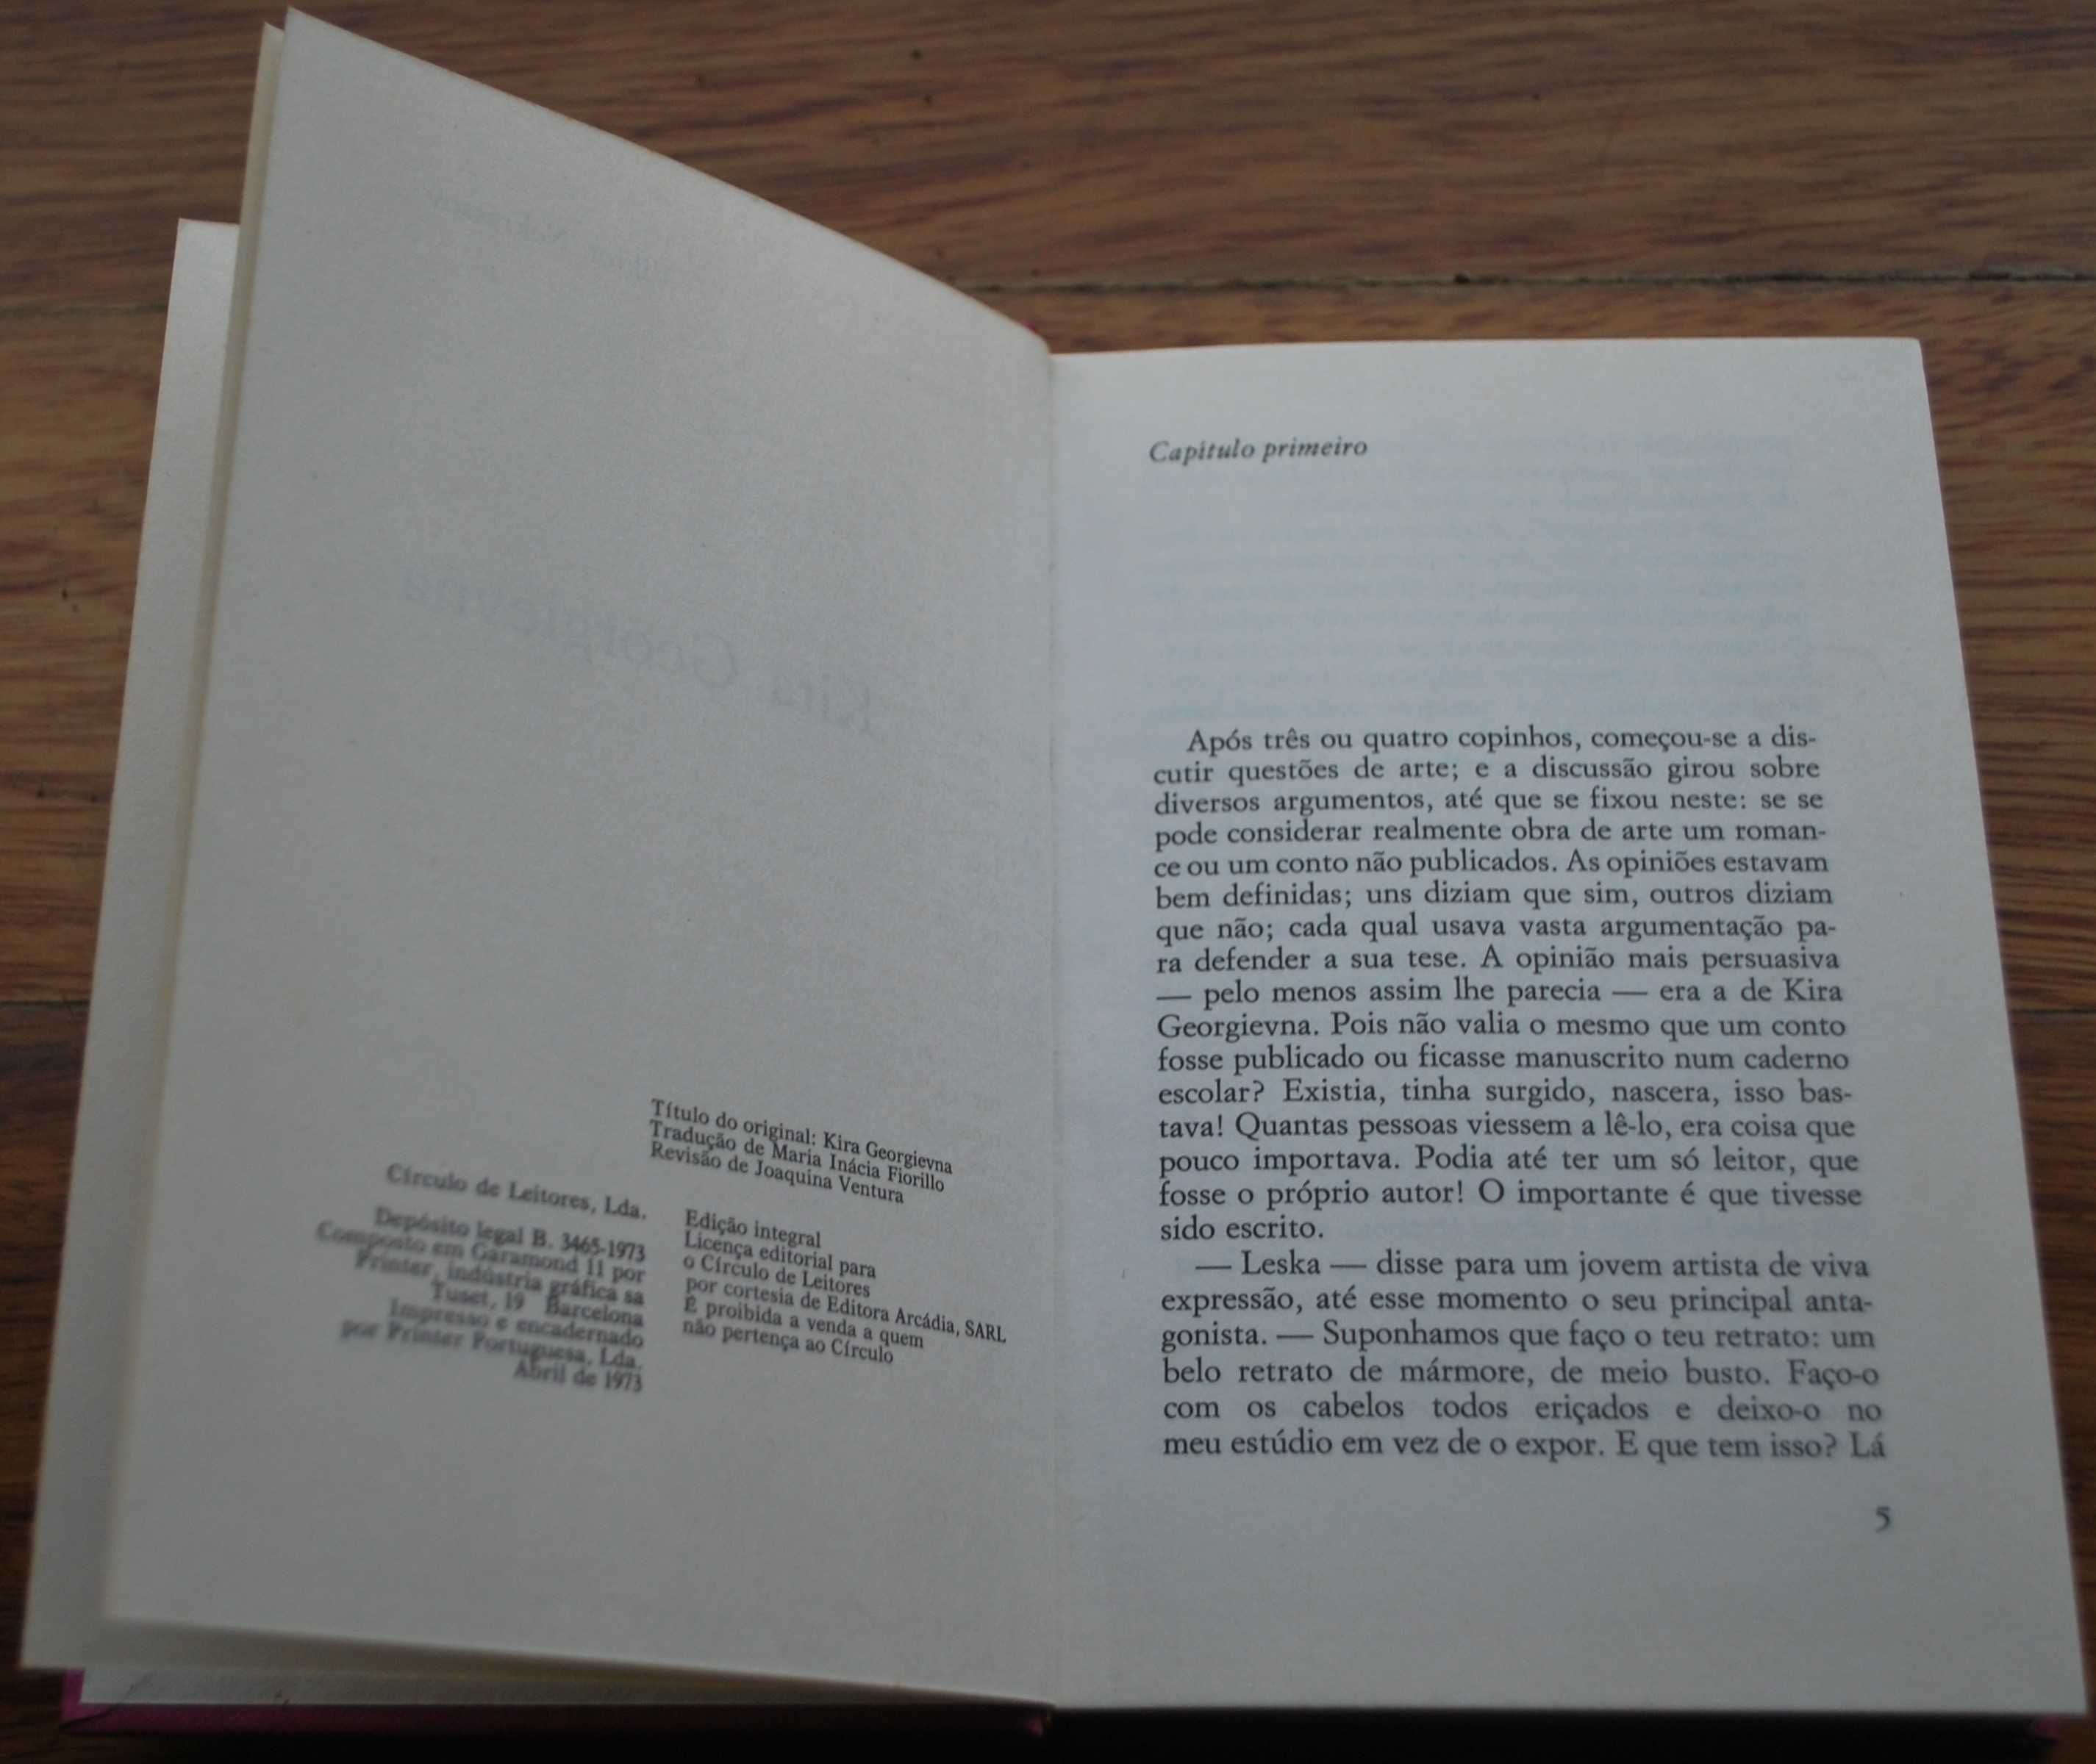 Título do original: Kira Georgievna
Tradução de Maria Inácia Fiorillo
Revisão de Joaquina Ventura
Círculo de Leitores, Lda.
Depósito legal B. 3465-1973
Composto em Garamond 11 por
Printer, indústria gráfica sa
Tuset, 19 Barcelona
Impresso e encadernado
por Printer Portuguesa, Lda.
Abril de 1973
Edição integral
Licença editorial para
o Círculo de Leitores
por cortesia de Editora Arcádia, SARL
É proibida a venda a quem
não pertença ao Círculo
Capítulo primeiro
Após três ou quatro copinhos, começou-se a dis-
cutir questões de arte; e a discussão girou sobre
diversos argumentos, até que se fixou neste: se se
pode considerar realmente obra de arte um roman-
ce ou um conto não publicados. As opiniões estavam
bem definidas; uns diziam que sim, outros diziam
que não; cada qual usava vasta argumentação pa-
ra defender a sua tese. A opinião mais persuasiva
— pelo menos assim lhe parecia — era a de Kira
Georgievna. Pois não valia o mesmo que um conto
fosse publicado ou ficasse manuscrito num caderno
escolar? Existia, tinha surgido, nascera, isso bas-
tava! Quantas pessoas viessem a lê-lo, era coisa que
pouco importava. Podia até ter um só leitor, que
fosse o próprio autor! O importante é que tivesse
sido escrito.
— Leska — disse para um jovem artista de viva
expressão, até esse momento o seu principal anta-
gonista. — Suponhamos que faço o teu retrato: um
belo retrato de mármore, de meio busto. Faço-o
com os cabelos todos eriçados e deixo-o no
meu estúdio em vez de o expor. E que tem isso? Lá
5